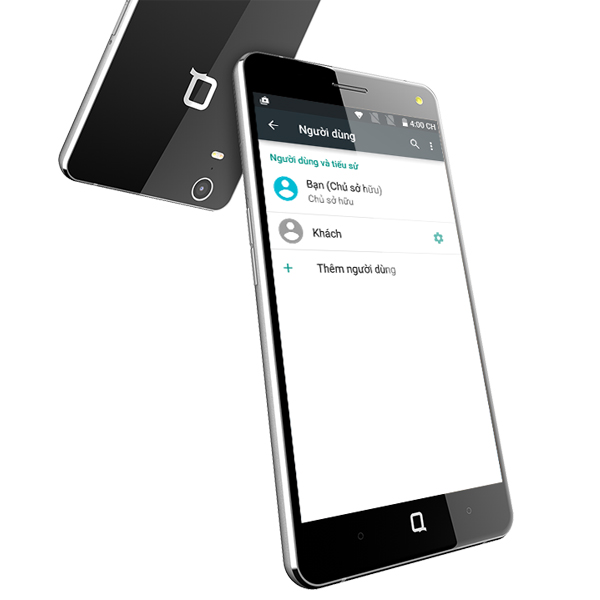 4:00 CH
Người dùng
Người dùng và tiểu sử
Bạn (Chủ sở hữu)
Chủ sở hữu
Khách
Thêm người dùng